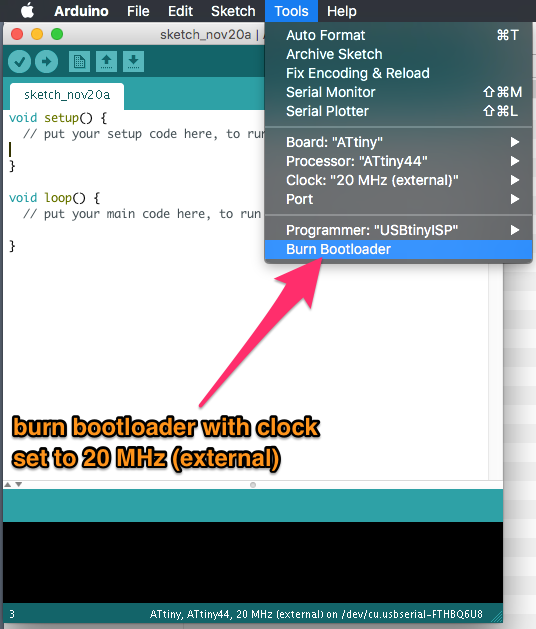 Arduino File Edit Sketch Tools Help
sketch_nov20a | A
Auto Format ⌘T
Archive Sketch
Fix Encoding & Reload
Serial Monitor ⇧⌘M
Serial Plotter ⇧⌘L
Board: "ATtiny"
Processor: "ATtiny44"
Clock: "20 MHz (external)"
Port
Programmer: "USBtinyISP"
Burn Bootloader
sketch_nov20a
void setup() {
// put your setup code here, to run
}
void loop() {
// put your main code here, to run
}
burn bootloader with clock
set to 20 MHz (external)
3 ATtiny, ATtiny44, 20 MHz (external) on /dev/cu.usbserial-FTHBQ6U8